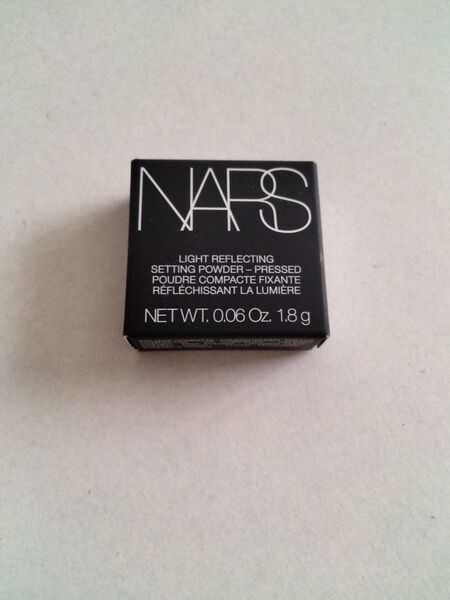 NARS
LIGHT REFLECTING
SETTING POWDER – PRESSED
POUDRE COMPACTE FIXANTE
RÉFLÉCHISSANT LA LUMIÈRE
NET WT. 0.06 Oz. 1.8 g